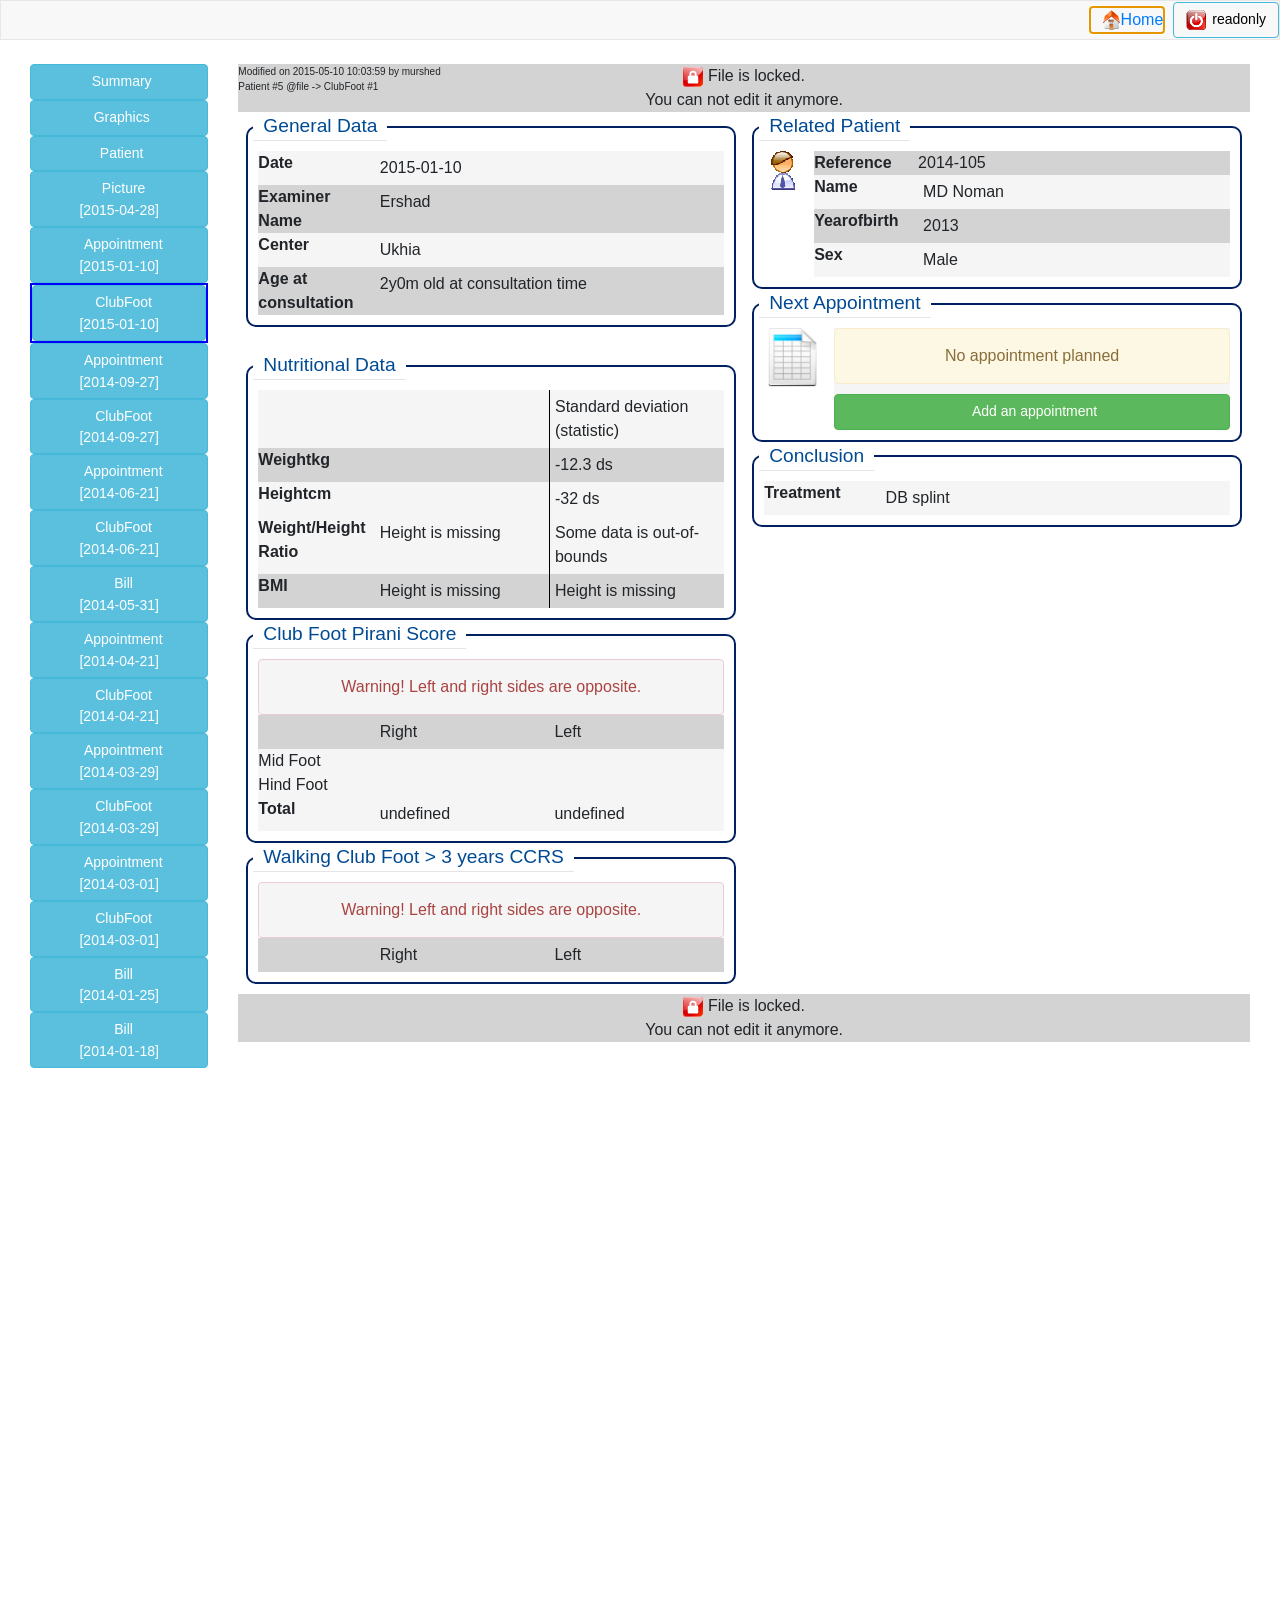 Home
readonly
Summary
Graphics
Patient
Picture
[2015-04-28]
Appointment
[2015-01-10]
ClubFoot
[2015-01-10]
Appointment
[2014-09-27]
ClubFoot
[2014-09-27]
Appointment
[2014-06-21]
ClubFoot
[2014-06-21]
Bill
[2014-05-31]
Appointment
[2014-04-21]
ClubFoot
[2014-04-21]
Appointment
[2014-03-29]
ClubFoot
[2014-03-29]
Appointment
[2014-03-01]
ClubFoot
[2014-03-01]
Bill
[2014-01-25]
Bill
[2014-01-18]
Modified on 2015-05-10 10:03:59 by murshed
Patient #5 @file -> ClubFoot #1
File is locked.
You can not edit it anymore.
General Data
Date 2015-01-10
Examiner Ershad
Name
Center Ukhia
Age at 2y0m old at consultation time
consultation
Nutritional Data
Standard deviation
(statistic)
Weightkg -12.3 ds
Heightcm -32 ds
Weight/Height Height is missing Some data is out-of-
Ratio bounds
BMI Height is missing Height is missing
Club Foot Pirani Score
Warning! Left and right sides are opposite.
Right Left
Mid Foot
Hind Foot
Total undefined undefined
Walking Club Foot > 3 years CCRS
Warning! Left and right sides are opposite.
Right Left
Related Patient
Reference 2014-105
Name MD Noman
Yearofbirth 2013
Sex Male
Next Appointment
No appointment planned
Add an appointment
Conclusion
Treatment DB splint
File is locked.
You can not edit it anymore.